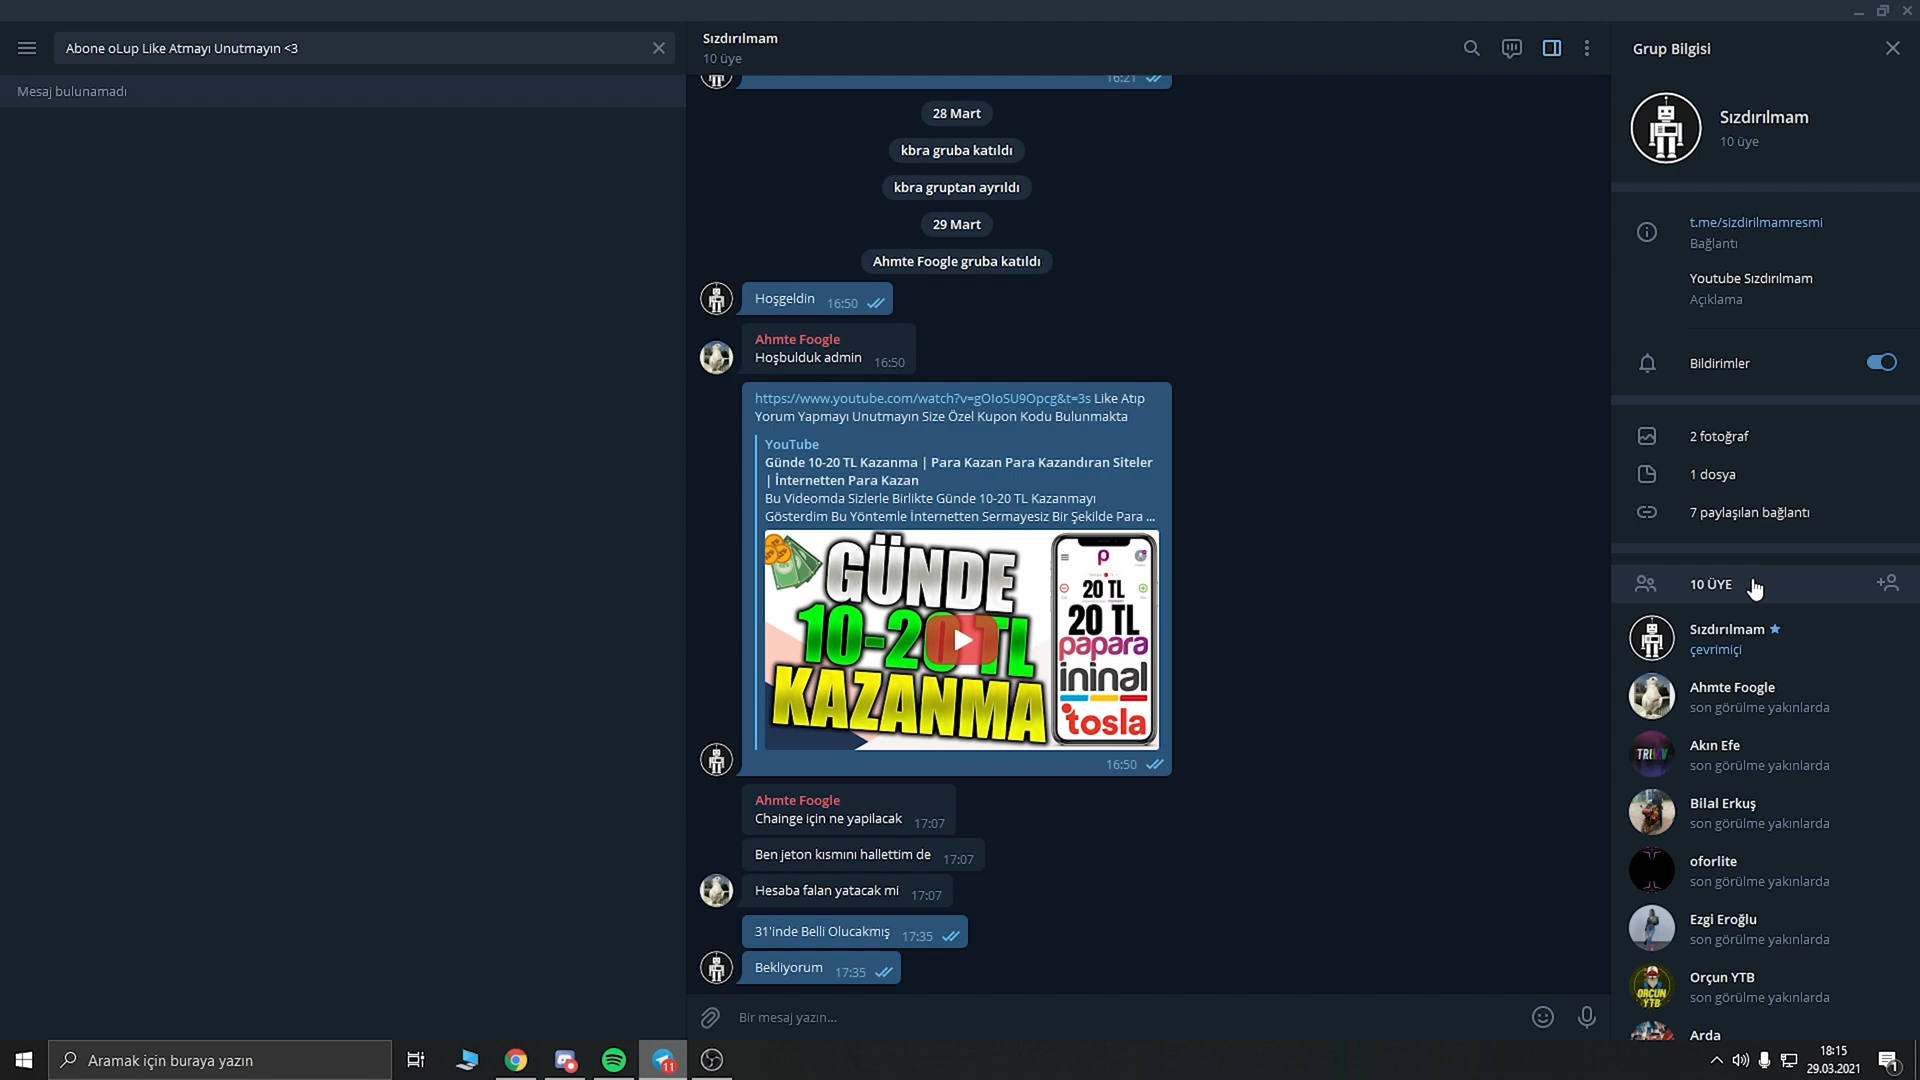 Abone oLup Like Atmayı Unutmayın <3
Mesaj bulunamadı
Sızdırılmam
10 üye
16:21
28 Mart
kbra gruba katıldı
kbra gruptan ayrıldı
29 Mart
Ahmte Foogle gruba katıldı
Hoşgeldin 16:50
Ahmte Foogle
Hoşbulduk admin 16:50
https://www.youtube.com/watch?v=gOIoSU9Opcg&t=3s Like Atıp
Yorum Yapmayı Unutmayın Size Özel Kupon Kodu Bulunmakta
YouTube
Günde 10-20 TL Kazanma | Para Kazan Para Kazandıran Siteler
| İnternetten Para Kazan
Bu Videomda Sizlerle Birlikte Günde 10-20 TL Kazanmayı
Gösterdim Bu Yöntemle İnternetten Sermayesiz Bir Şekilde Para ...
GÜNDE
10-20 TL
KAZANMA
p
20 TL
20 TL
papara
ininal
tosla
16:50
Ahmte Foogle
Chainge için ne yapilacak 17:07
Ben jeton kısmını hallettim de 17:07
Hesaba falan yatacak mi 17:07
31'inde Belli Olucakmış 17:35
Bekliyorum 17:35
Bir mesaj yazın...
Grup Bilgisi
Sızdırılmam
10 üye
t.me/sizdirilmamresmi
Bağlantı
Youtube Sızdırılmam
Açıklama
Bildirimler
2 fotoğraf
1 dosya
7 paylaşılan bağlantı
10 ÜYE
Sızdırılmam
çevrimiçi
Ahmte Foogle
son görülme yakınlarda
Akın Efe
son görülme yakınlarda
Bilal Erkuş
son görülme yakınlarda
oforlite
son görülme yakınlarda
Ezgi Eroğlu
son görülme yakınlarda
ORÇUN
YTB
Orçun YTB
son görülme yakınlarda
Arda
Aramak için buraya yazın
11
18:15
29.03.2021
1